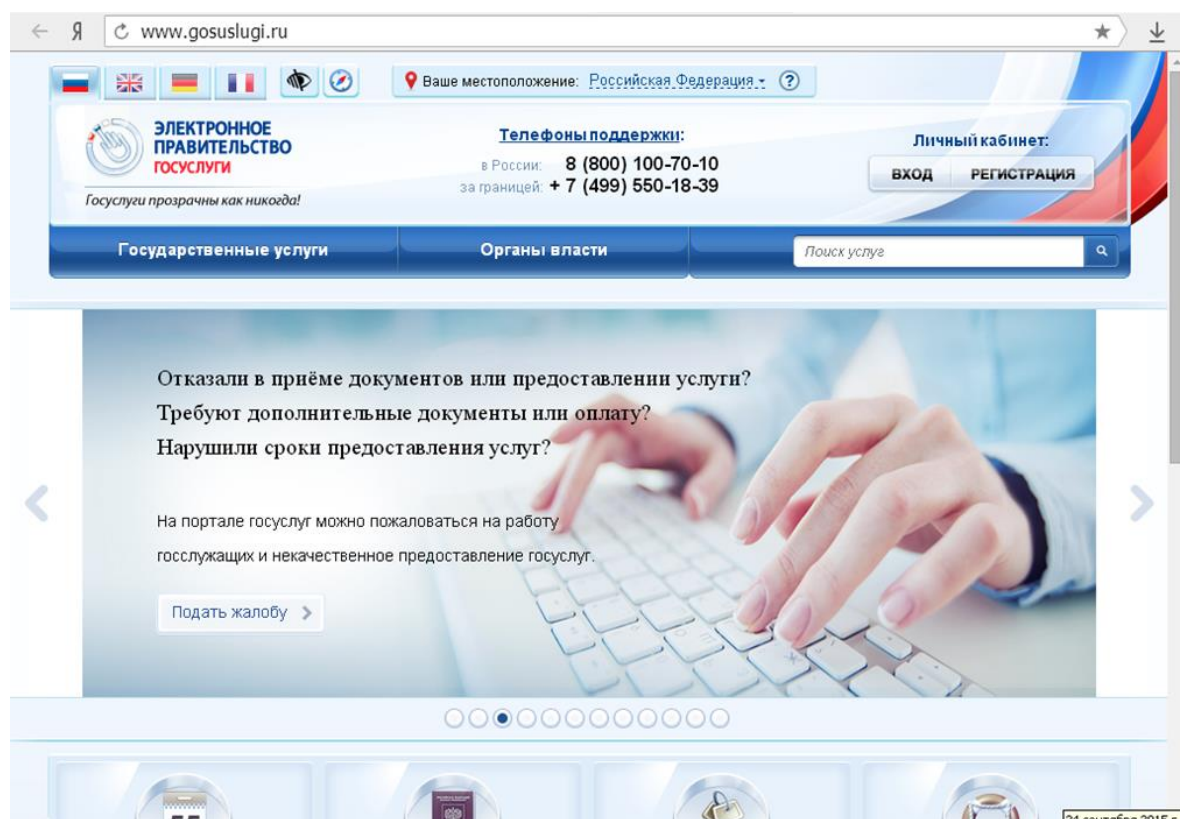 Я
www.gosuslugi.ru
Ваше местоположение: Российская Федерация
?
ЭЛЕКТРОННОЕ
ПРАВИТЕЛЬСТВО
ГОСУСЛУГИ
Госуслуги прозрачны как никогда!
Телефоны поддержки:
в России: 8 (800) 100-70-10
за границей: + 7 (499) 550-18-39
Личный кабинет:
ВХОД РЕГИСТРАЦИЯ
Государственные услуги
Органы власти
Поиск услуг
Отказали в приёме документов или предоставлении услуги?
Требуют дополнительные документы или оплату?
Нарушили сроки предоставления услуг?
На портале госуслуг можно пожаловаться на работу
госслужащих и некачественное предоставление госуслуг.
Подать жалобу